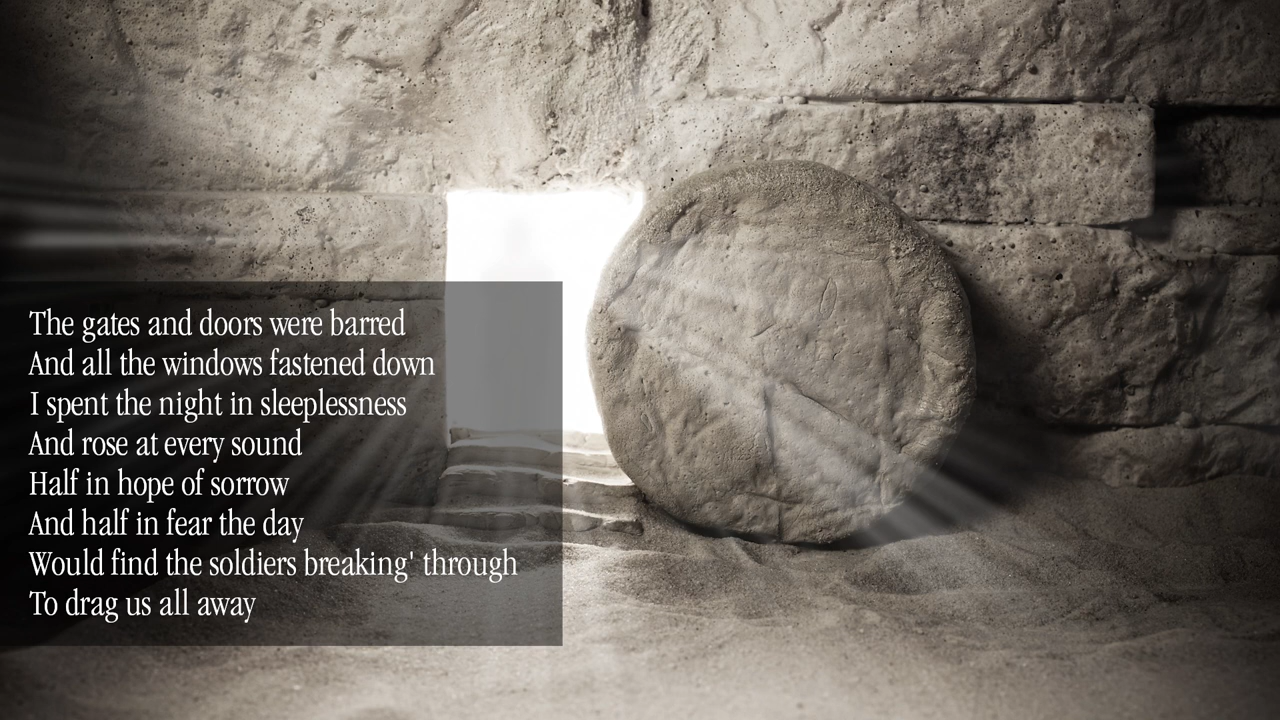 The gates and doors were barred
And all the windows fastened down
I spent the night in sleeplessness
And rose at every sound
Half in hope of sorrow
And half in fear the day
Would find the soldiers breaking' through
To drag us all away